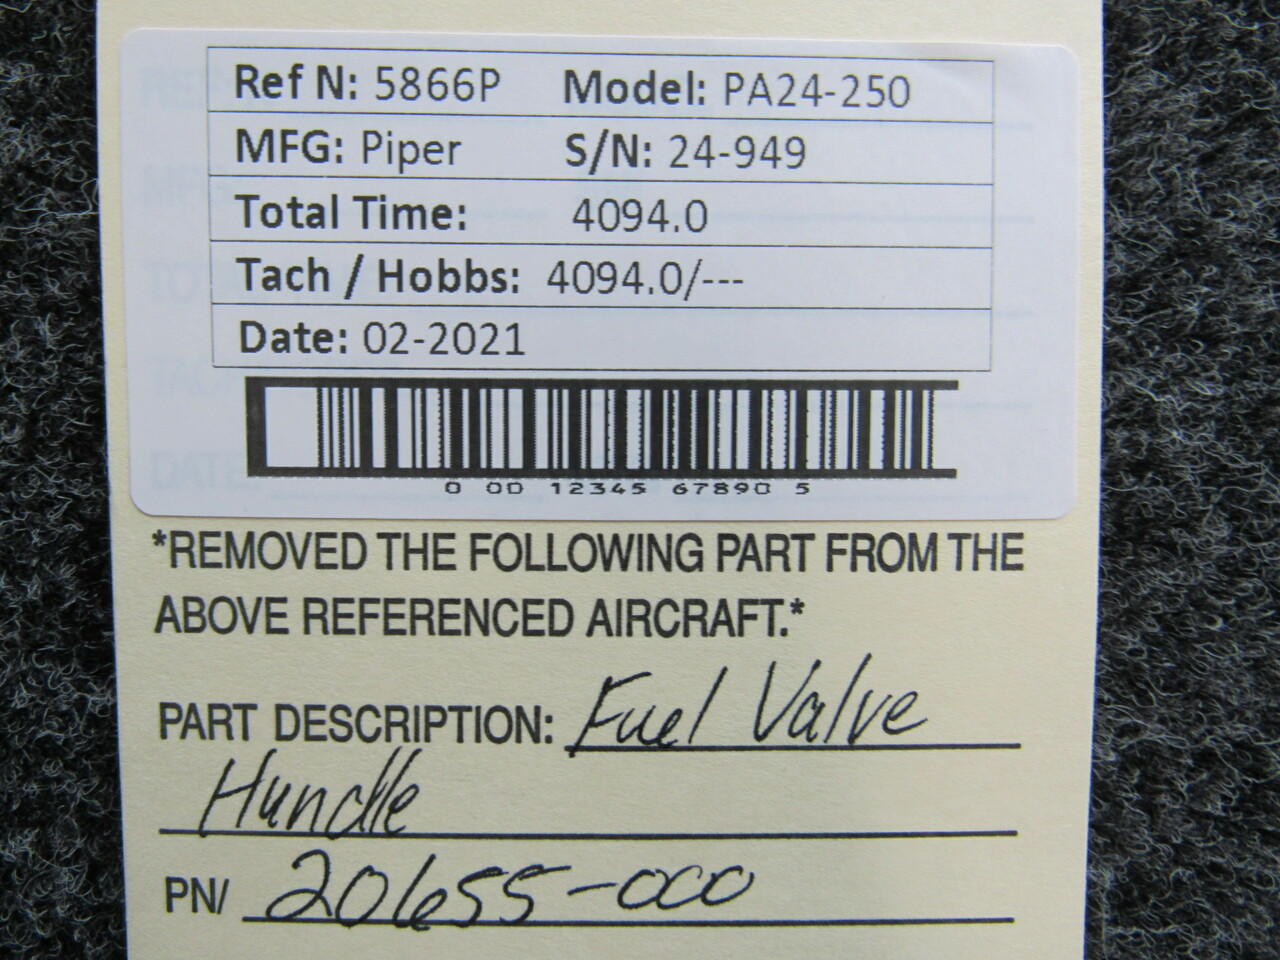 Ref N: 5866P Model: PA24-250
MFG: Piper S/N: 24-949
Total Time: 4094.0
Tach / Hobbs: 4094.0/---
Date: 02-2021
0 00 12345 67890 5
*REMOVED THE FOLLOWING PART FROM THE
ABOVE REFERENCED AIRCRAFT.*
PART DESCRIPTION: Fuel Valve
Handle
PN/ 20655-000